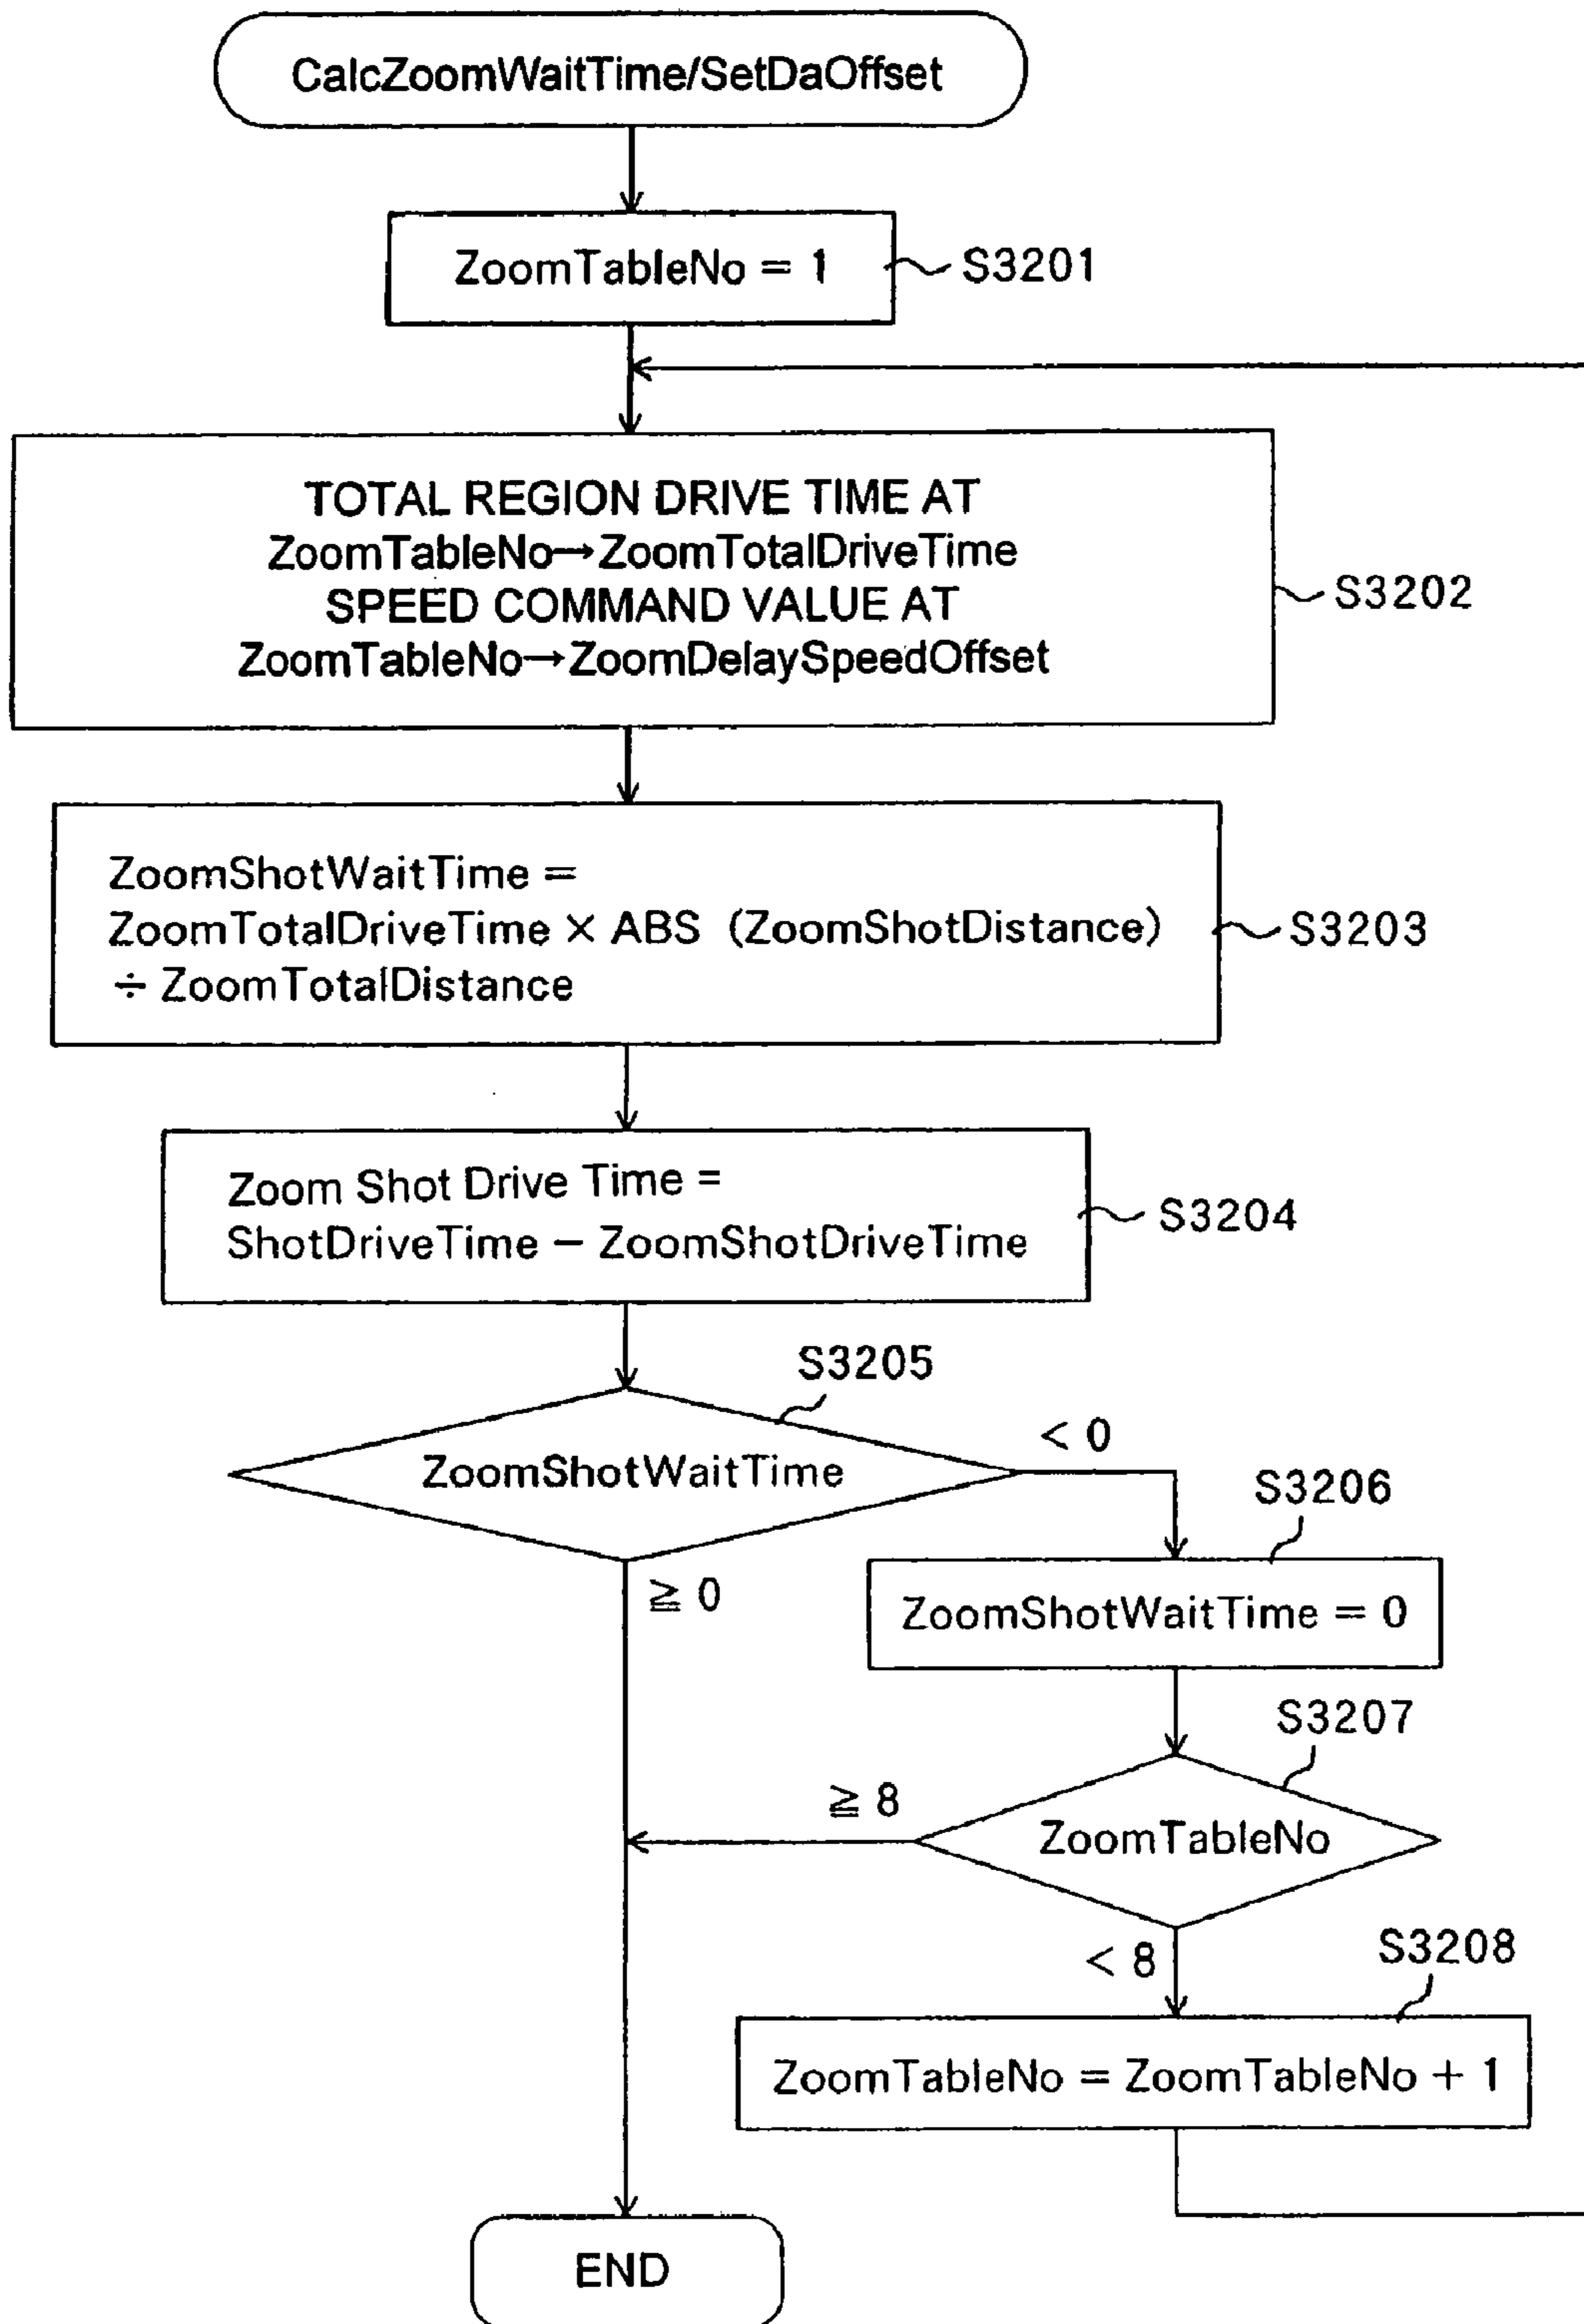 CalcZoomWaitTime/SetDaOffset
ZoomTableNo = 1
S3201
TOTAL REGION DRIVE TIME AT
ZoomTableNo→ZoomTotalDriveTime
SPEED COMMAND VALUE AT
ZoomTableNo→ZoomDelaySpeedOffset
S3202
ZoomShotWaitTime =
ZoomTotalDriveTime × ABS (ZoomShotDistance)
÷ ZoomTotalDistance
S3203
Zoom Shot Drive Time =
ShotDriveTime − ZoomShotDriveTime
S3204
S3205
ZoomShotWaitTime
< 0
≧ 0
S3206
ZoomShotWaitTime = 0
S3207
≧ 8
ZoomTableNo
< 8
S3208
ZoomTableNo = ZoomTableNo + 1
END